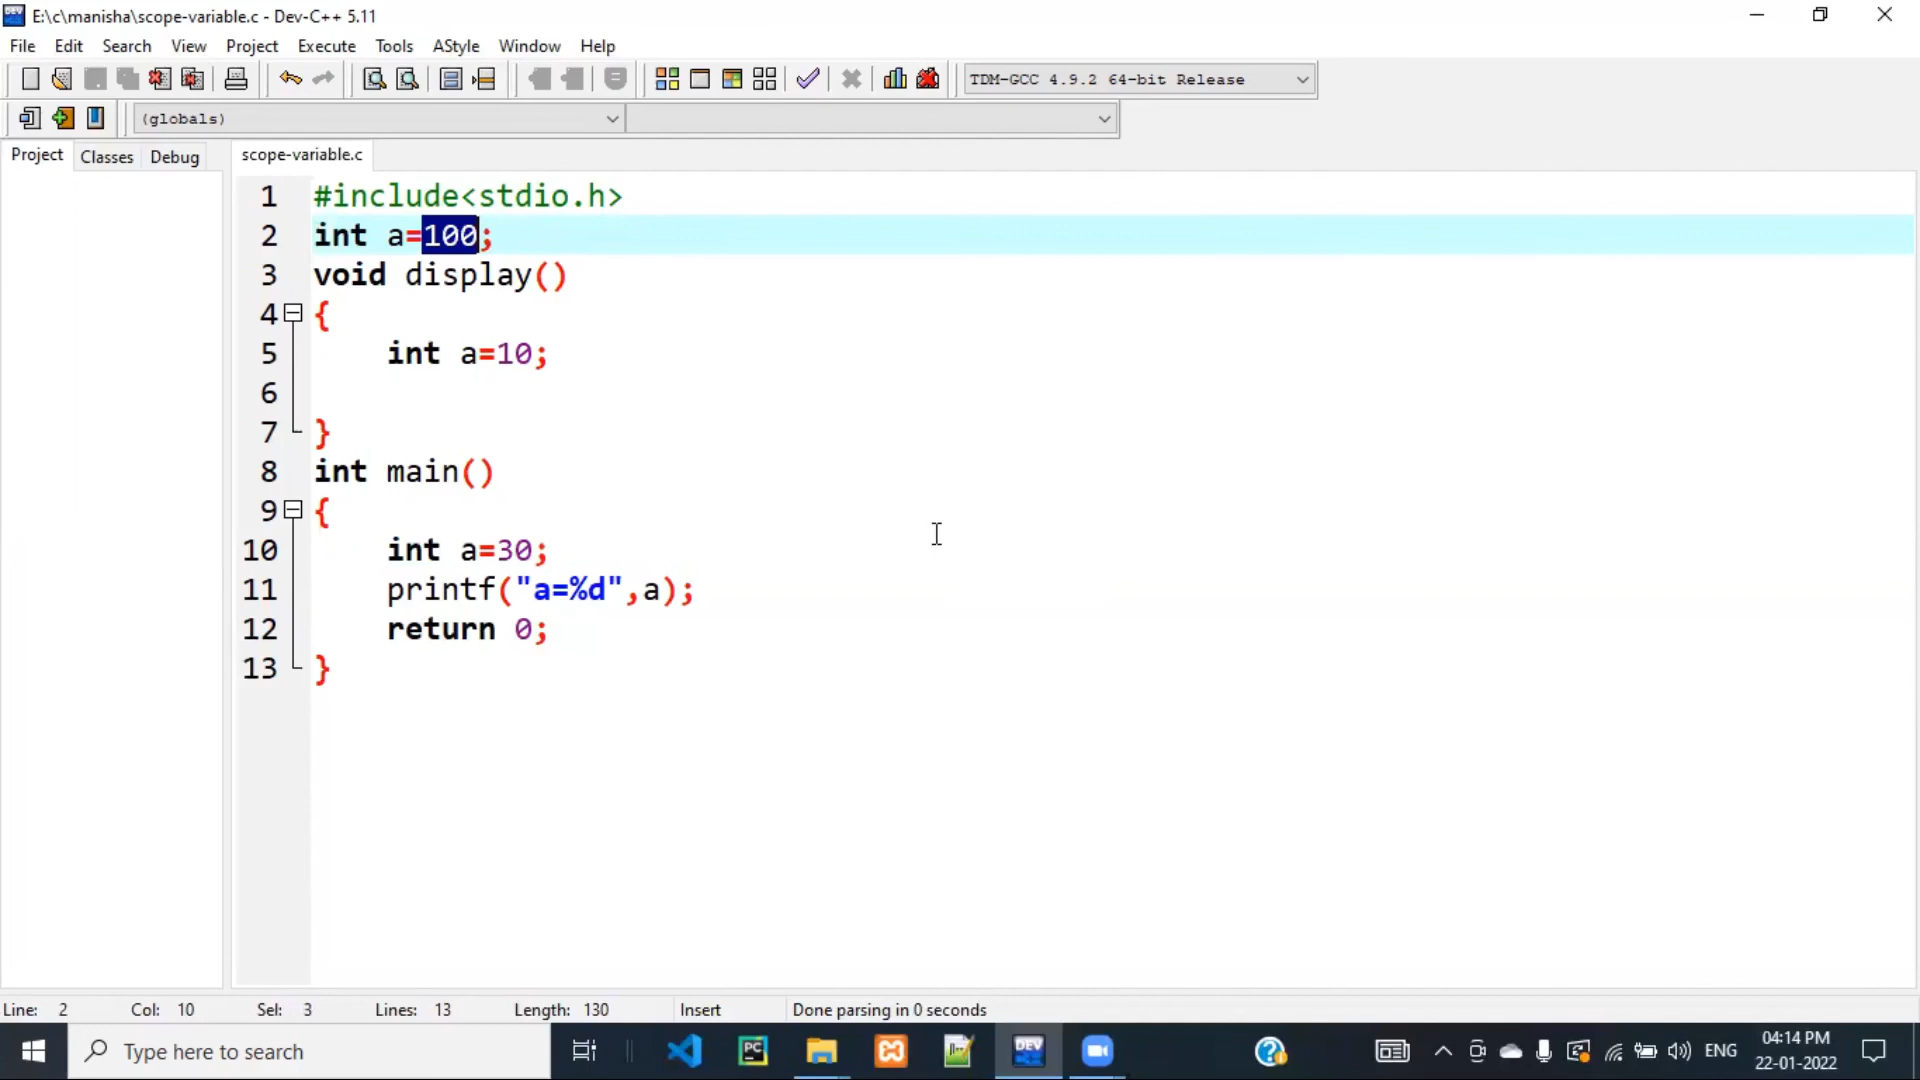 E:\c\manisha\scope-variable.c - Dev-C++ 5.11
File Edit Search View Project Execute Tools AStyle Window Help
TDM-GCC 4.9.2 64-bit Release
(globals)
Project Classes Debug scope-variable.c
1 #include<stdio.h>
2 int a=100;
3 void display()
4 {
5 int a=10;
6
7 }
8 int main()
9 {
10 int a=30;
11 printf("a=%d",a);
12 return 0;
13 }
Line: 2 Col: 10 Sel: 3 Lines: 13 Length: 130 Insert Done parsing in 0 seconds
Type here to search
PC
DEV
ENG
04:14 PM
22-01-2022